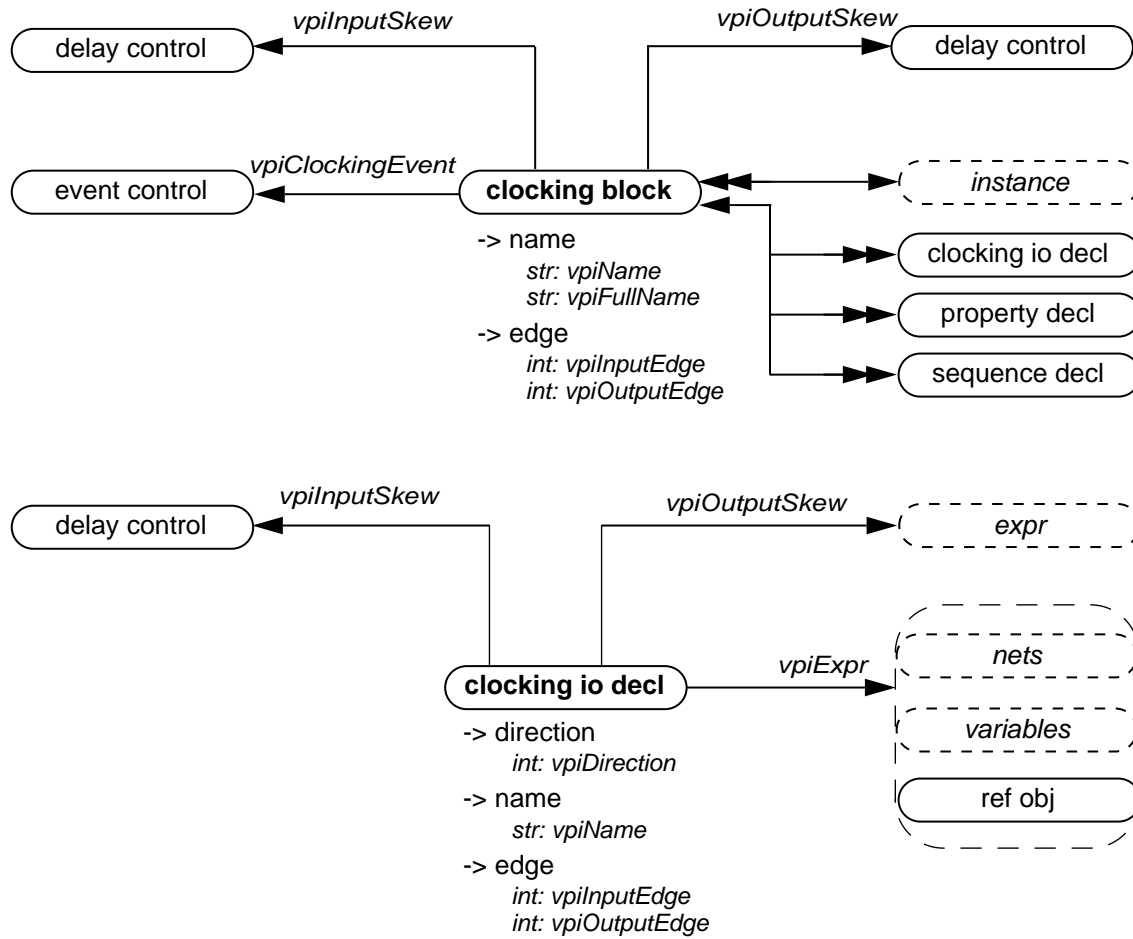 vpiInputSkew
vpiOutputSkew
delay control
delay control
vpiClockingEvent
event control
clocking block
instance
-> name
str: vpiName
str: vpiFullName
-> edge
int: vpiInputEdge
int: vpiOutputEdge
clocking io decl
property decl
sequence decl
vpiInputSkew
vpiOutputSkew
delay control
expr
clocking io decl
vpiExpr
nets
variables
ref obj
-> direction
int: vpiDirection
-> name
str: vpiName
-> edge
int: vpiInputEdge
int: vpiOutputEdge